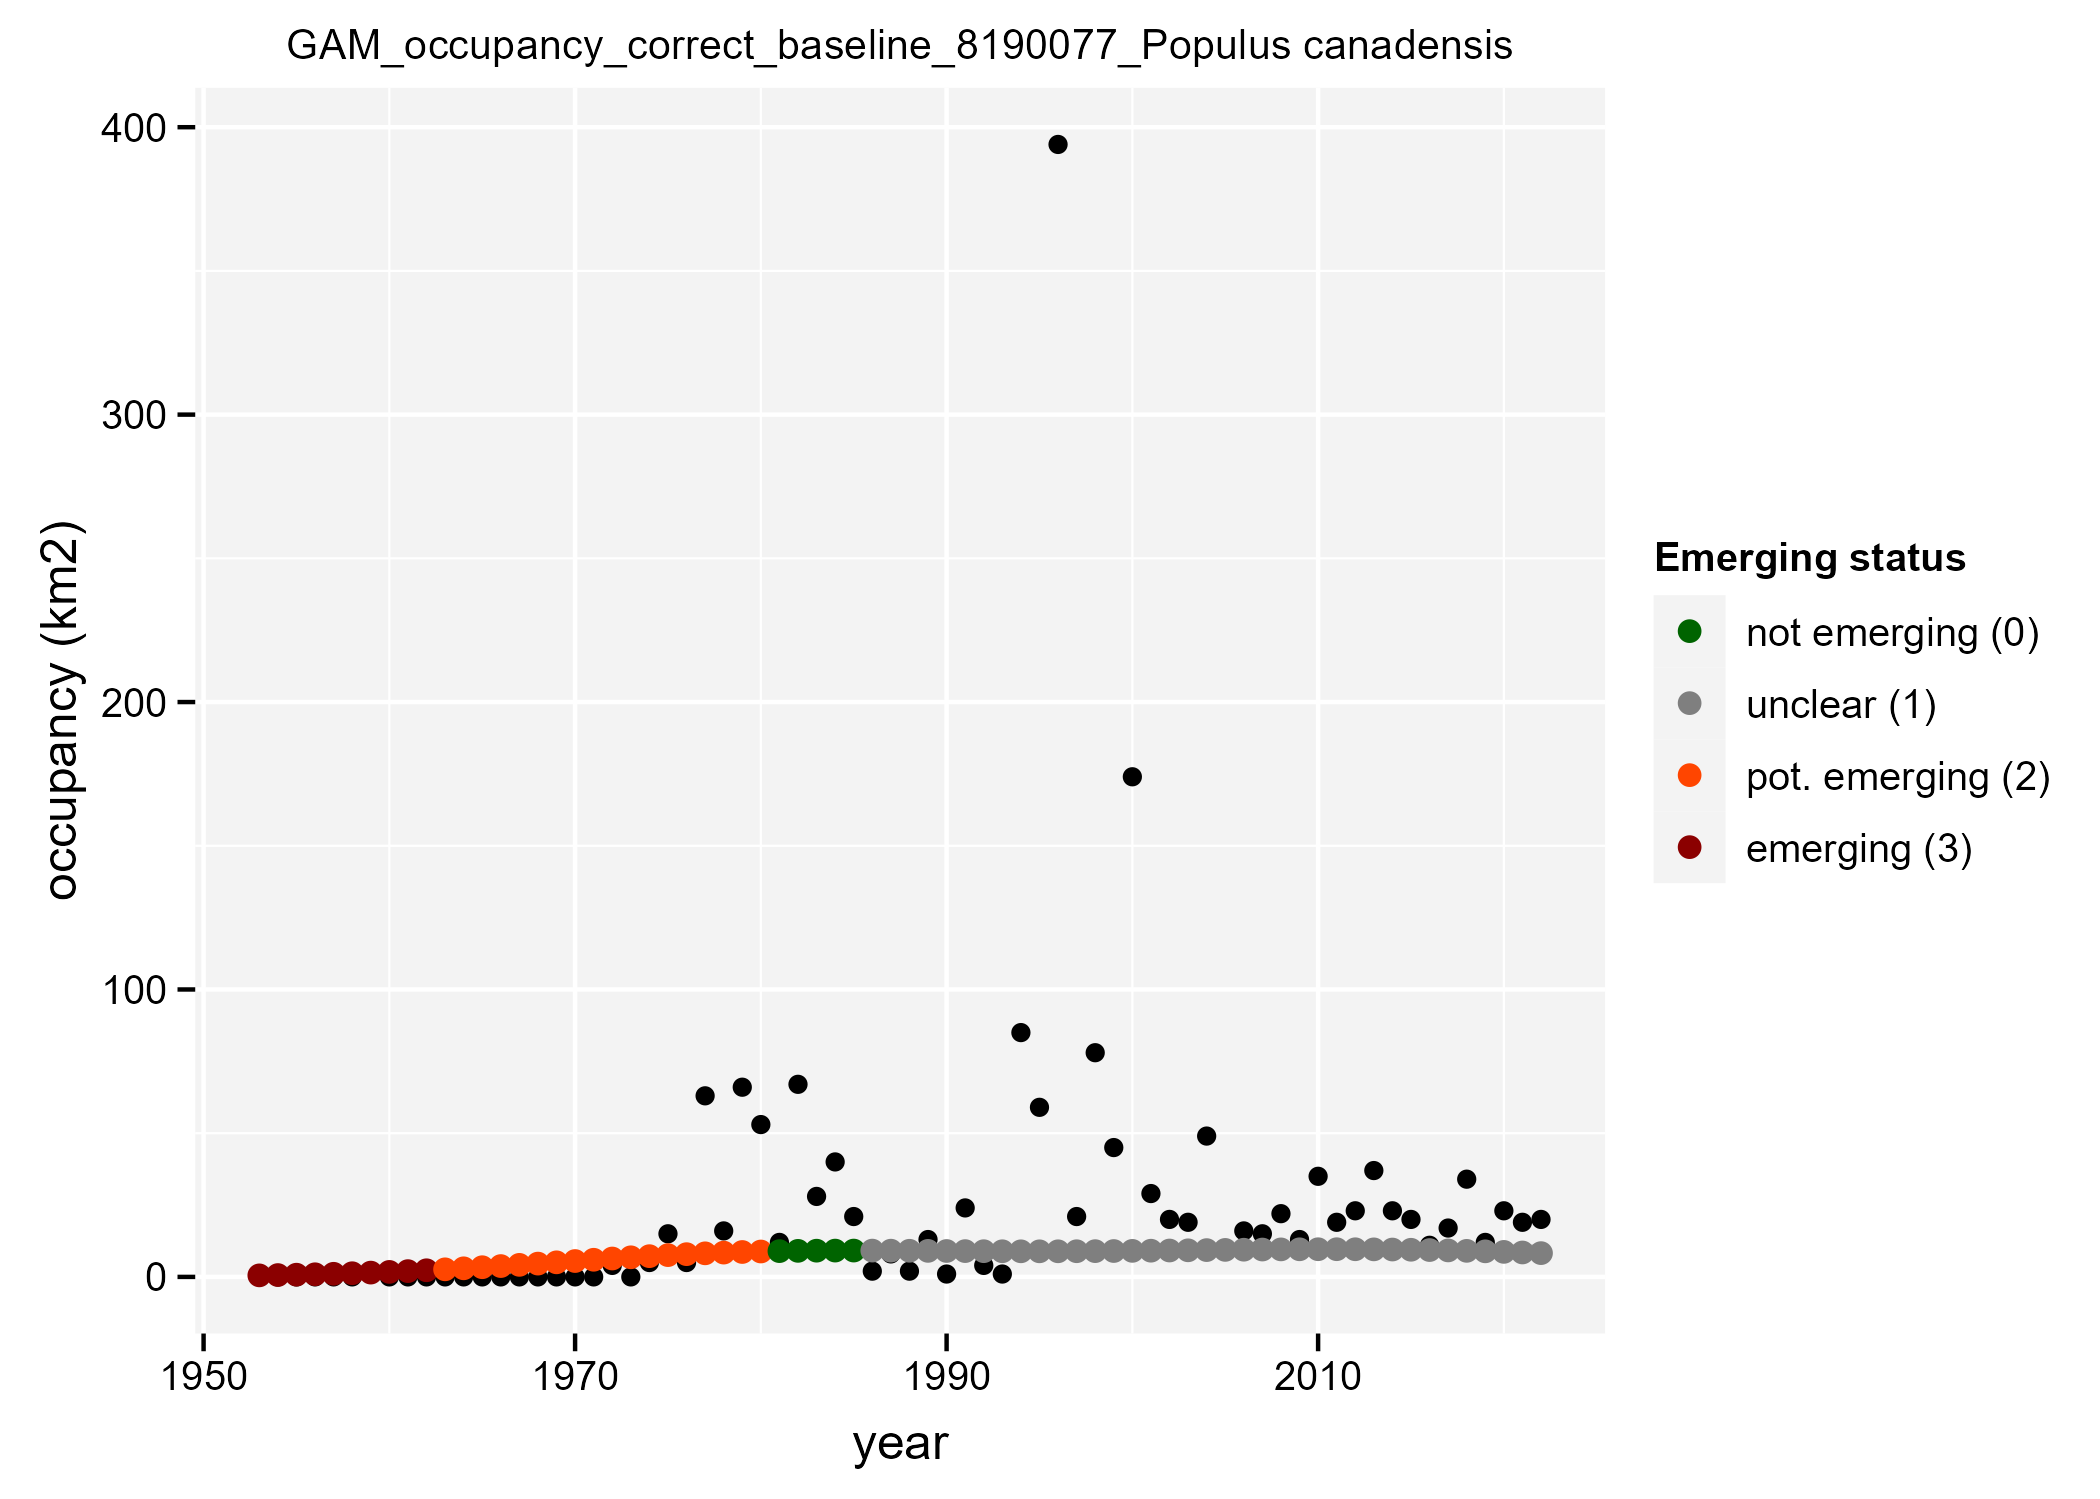 GAM_occupancy_correct_baseline_8190077_Populus canadensis
400
300
200
100
0
occupancy (km2)
1950 1970 1990 2010
year
Emerging status
not emerging (0)
unclear (1)
pot. emerging (2)
emerging (3)